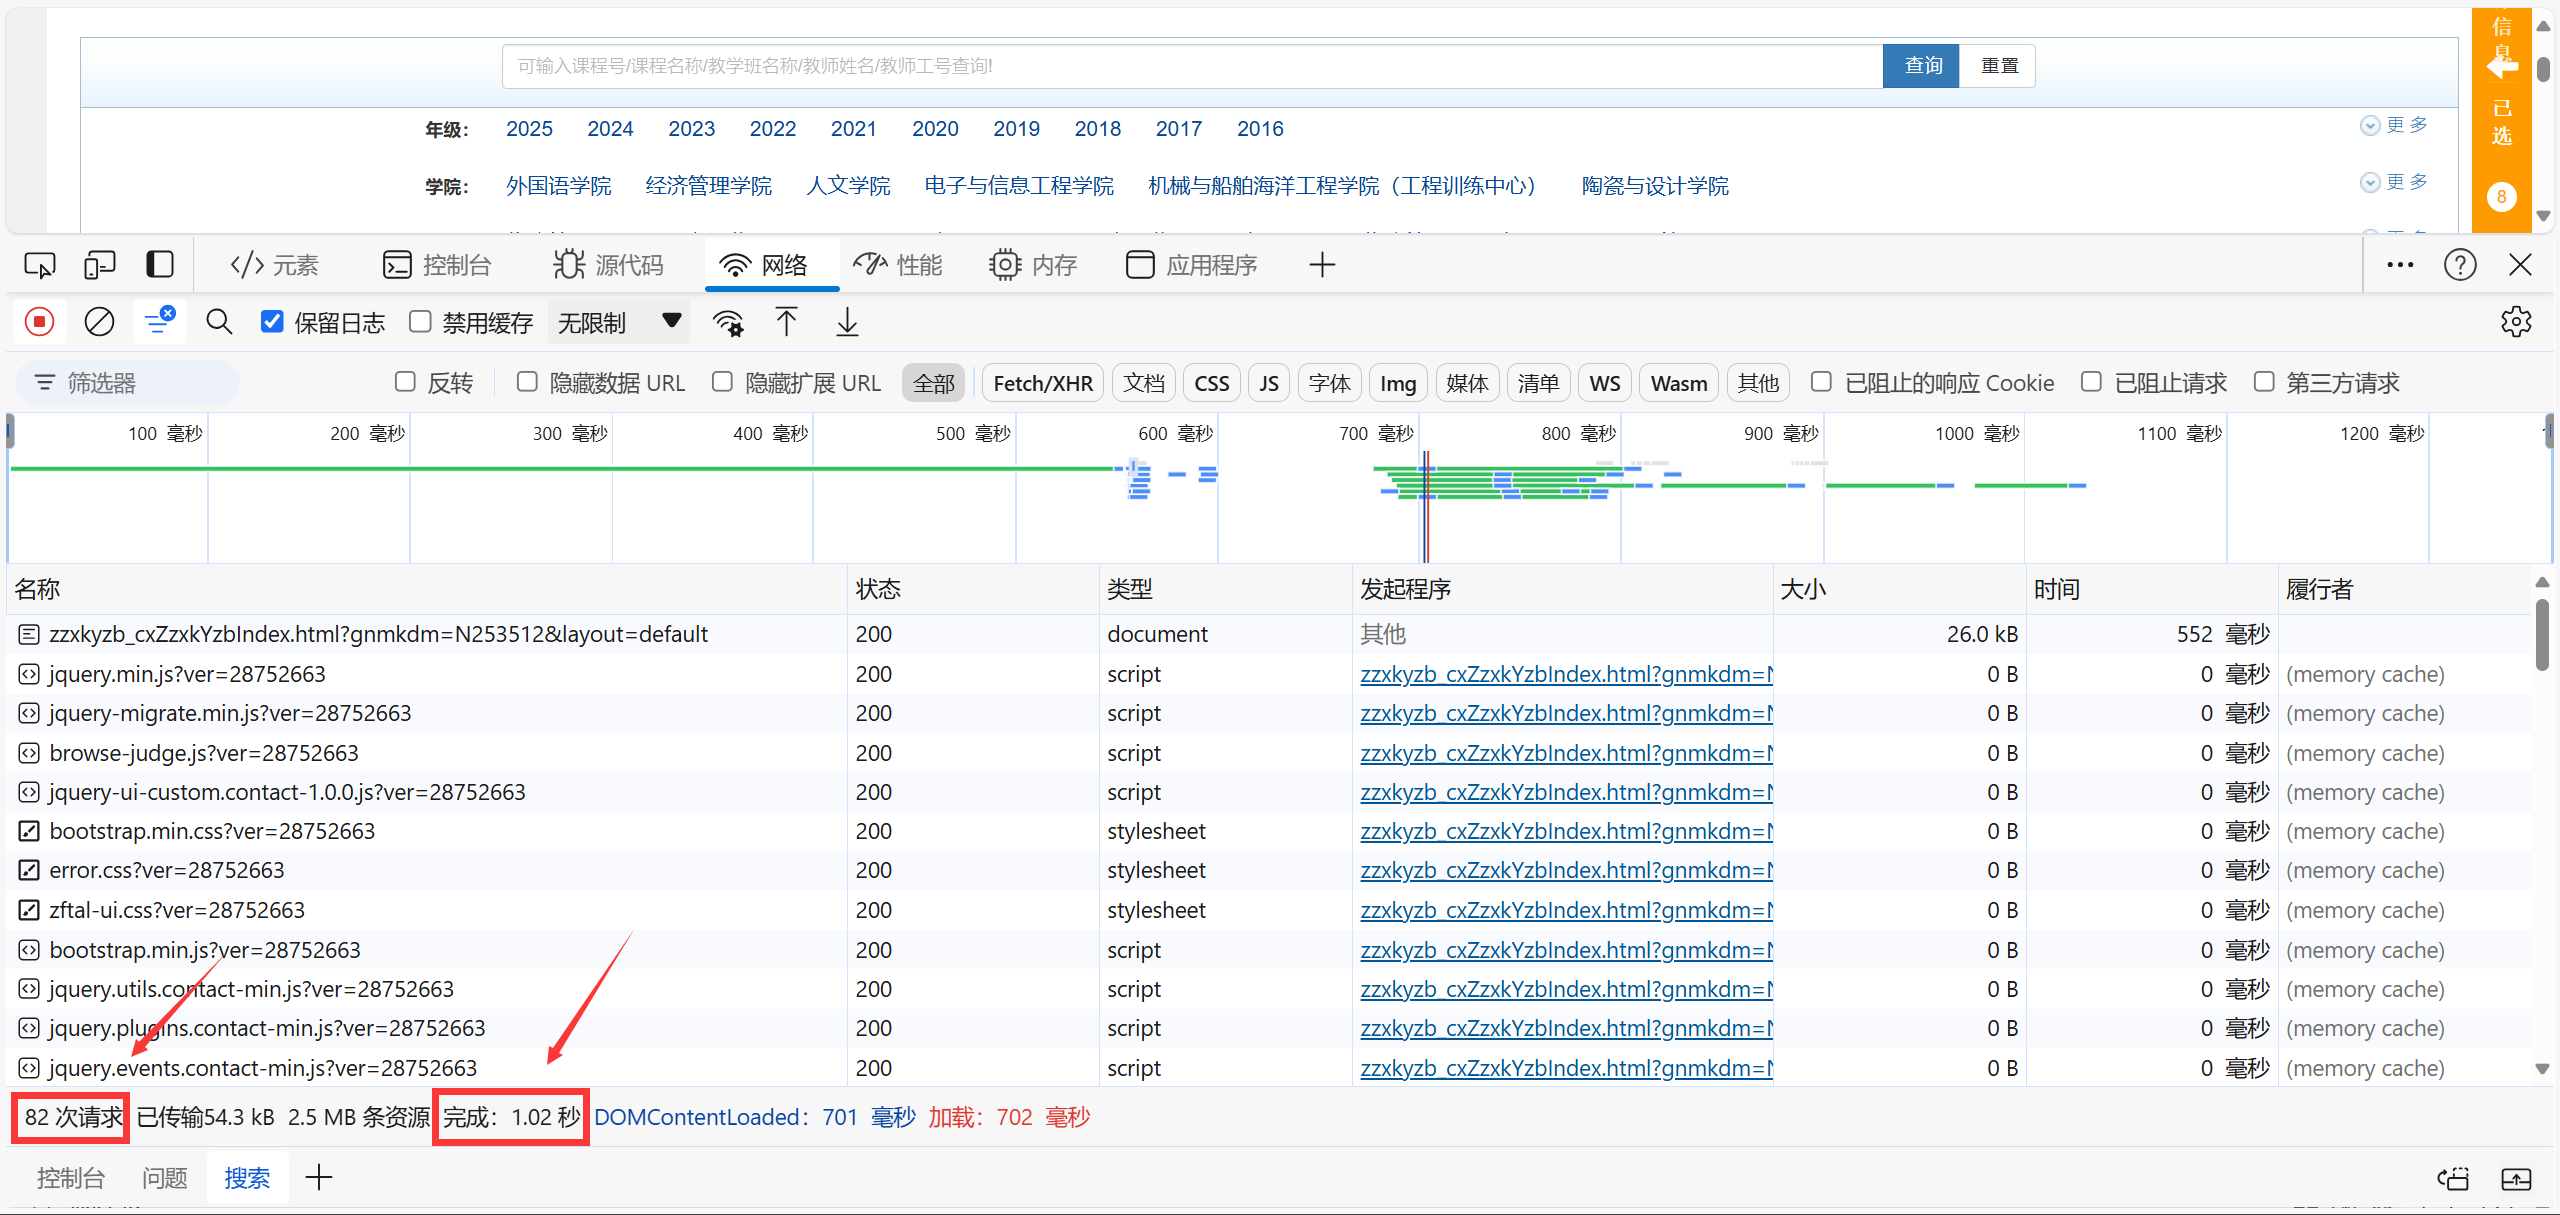 可输入课程号/课程名称/教学班名称/教师姓名/教师工号查询! 查询 重置
信息
已选
8
年级： 2025 2024 2023 2022 2021 2020 2019 2018 2017 2016 更多
学院： 外国语学院 经济管理学院 人文学院 电子与信息工程学院 机械与船舶海洋工程学院（工程训练中心） 陶瓷与设计学院 更多
元素 控制台 源代码 网络 性能 内存 应用程序
保留日志 禁用缓存 无限制
筛选器 反转 隐藏数据 URL 隐藏扩展 URL 全部 Fetch/XHR 文档 CSS JS 字体 Img 媒体 清单 WS Wasm 其他 已阻止的响应 Cookie 已阻止请求 第三方请求
100 毫秒 200 毫秒 300 毫秒 400 毫秒 500 毫秒 600 毫秒 700 毫秒 800 毫秒 900 毫秒 1000 毫秒 1100 毫秒 1200 毫秒
名称 状态 类型 发起程序 大小 时间 履行者
zzxkyzb_cxZzxkYzbIndex.html?gnmkdm=N253512&layout=default 200 document 其他 26.0 kB 552 毫秒
jquery.min.js?ver=28752663 200 script zzxkyzb_cxZzxkYzbIndex.html?gnmkdm=N 0 B 0 毫秒 (memory cache)
jquery-migrate.min.js?ver=28752663 200 script zzxkyzb_cxZzxkYzbIndex.html?gnmkdm=N 0 B 0 毫秒 (memory cache)
browse-judge.js?ver=28752663 200 script zzxkyzb_cxZzxkYzbIndex.html?gnmkdm=N 0 B 0 毫秒 (memory cache)
jquery-ui-custom.contact-1.0.0.js?ver=28752663 200 script zzxkyzb_cxZzxkYzbIndex.html?gnmkdm=N 0 B 0 毫秒 (memory cache)
bootstrap.min.css?ver=28752663 200 stylesheet zzxkyzb_cxZzxkYzbIndex.html?gnmkdm=N 0 B 0 毫秒 (memory cache)
error.css?ver=28752663 200 stylesheet zzxkyzb_cxZzxkYzbIndex.html?gnmkdm=N 0 B 0 毫秒 (memory cache)
zftal-ui.css?ver=28752663 200 stylesheet zzxkyzb_cxZzxkYzbIndex.html?gnmkdm=N 0 B 0 毫秒 (memory cache)
bootstrap.min.js?ver=28752663 200 script zzxkyzb_cxZzxkYzbIndex.html?gnmkdm=N 0 B 0 毫秒 (memory cache)
jquery.utils.contact-min.js?ver=28752663 200 script zzxkyzb_cxZzxkYzbIndex.html?gnmkdm=N 0 B 0 毫秒 (memory cache)
jquery.plugins.contact-min.js?ver=28752663 200 script zzxkyzb_cxZzxkYzbIndex.html?gnmkdm=N 0 B 0 毫秒 (memory cache)
jquery.events.contact-min.js?ver=28752663 200 script zzxkyzb_cxZzxkYzbIndex.html?gnmkdm=N 0 B 0 毫秒 (memory cache)
82 次请求 已传输54.3 kB 2.5 MB 条资源 完成：1.02 秒 DOMContentLoaded：701 毫秒 加载：702 毫秒
控制台 问题 搜索